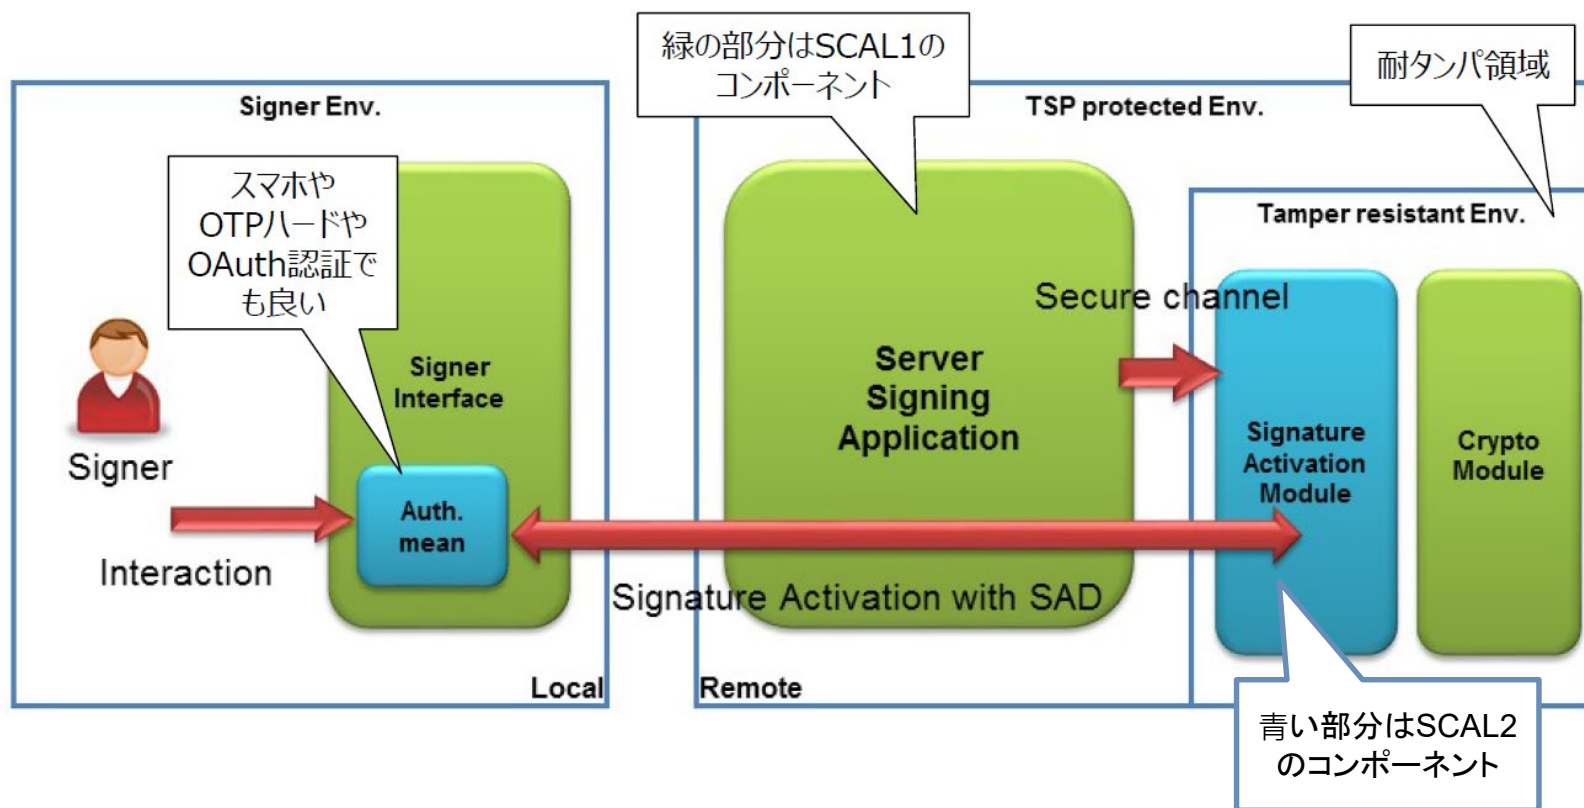 緑の部分はSCAL1の
コンポーネント
耐タンパ領域
Signer Env.
TSP protected Env.
スマホや
OTPハードや
OAuth認証で
も良い
Tamper resistant Env.
Secure channel
Signer
Interface
Server
Signing
Application
Signature
Activation
Module
Crypto
Module
Signer
Auth.
mean
Interaction
Signature Activation with SAD
Local
Remote
青い部分はSCAL2
のコンポーネント